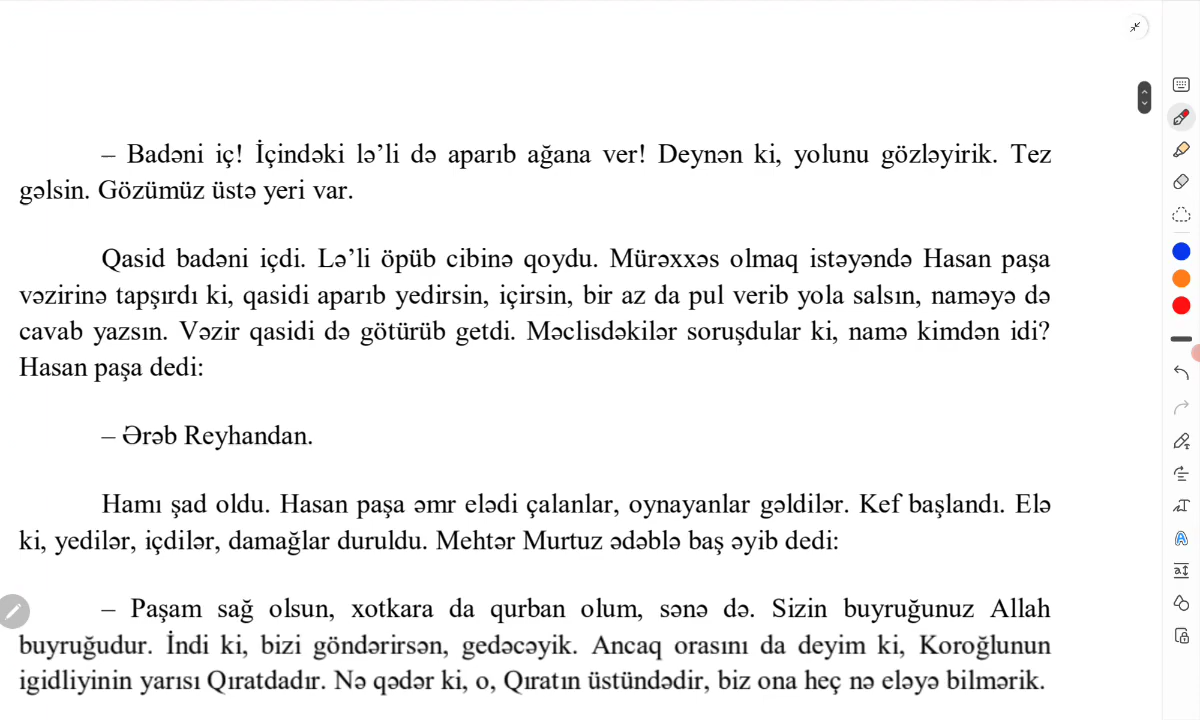 – Badəni iç! İçindəki lə’li də aparıb ağana ver! Deynən ki, yolunu gözləyirik. Tez
gəlsin. Gözümüz üstə yeri var.
Qasid badəni içdi. Lə’li öpüb cibinə qoydu. Mürəxxəs olmaq istəyəndə Hasan paşa
vəzirinə tapşırdı ki, qasidi aparıb yedirsin, içirsin, bir az da pul verib yola salsın, naməyə də
cavab yazsın. Vəzir qasidi də götürüb getdi. Məclisdəkilər soruşdular ki, namə kimdən idi?
Hasan paşa dedi:
– Ərəb Reyhandan.
Hamı şad oldu. Hasan paşa əmr elədi çalanlar, oynayanlar gəldilər. Kef başlandı. Elə
ki, yedilər, içdilər, damağlar duruldu. Mehtər Murtuz ədəblə baş əyib dedi:
– Paşam sağ olsun, xotkara da qurban olum, sənə də. Sizin buyruğunuz Allah
buyruğudur. İndi ki, bizi göndərirsən, gedəcəyik. Ancaq orasını da deyim ki, Koroğlunun
igidliyinin yarısı Qıratdadır. Nə qədər ki, o, Qıratın üstündədir, biz ona heç nə eləyə bilmərik.